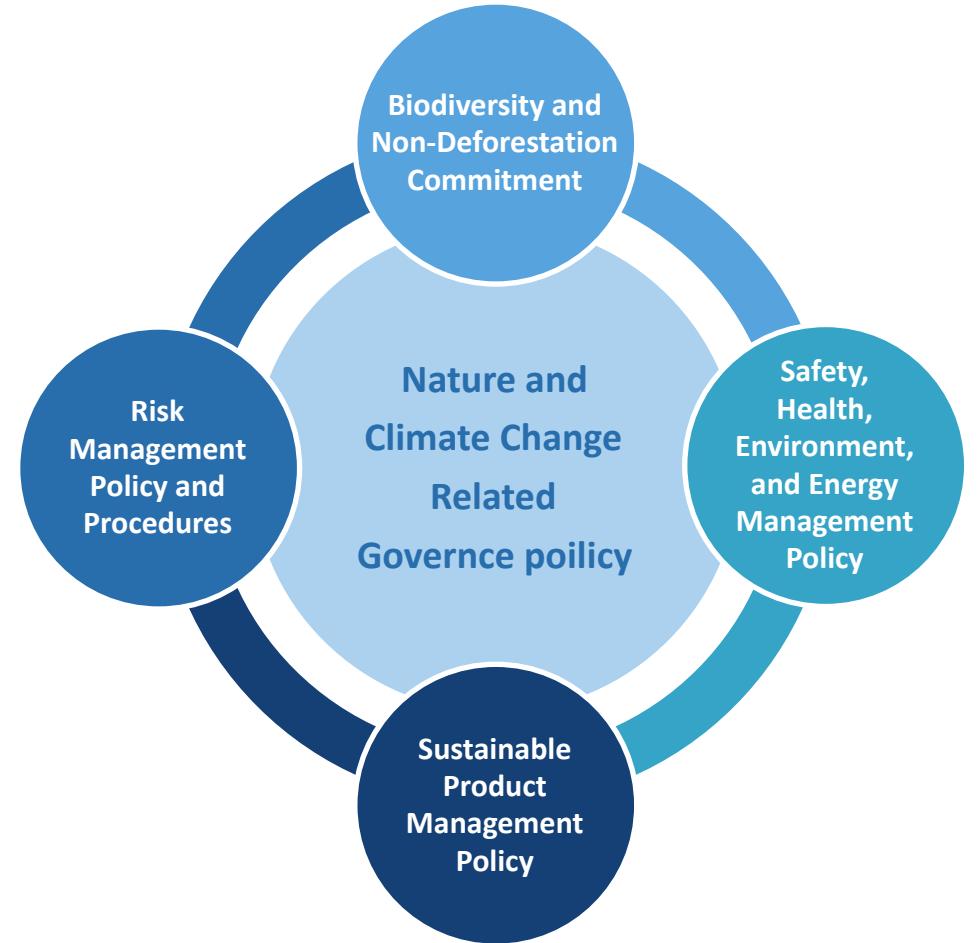 Biodiversity and
Non-Deforestation
Commitment
Nature and
Climate Change
Related
Governce poilicy
Safety,
Health,
Environment,
and Energy
Management
Policy
Risk
Management
Policy and
Procedures
Sustainable
Product
Management
Policy